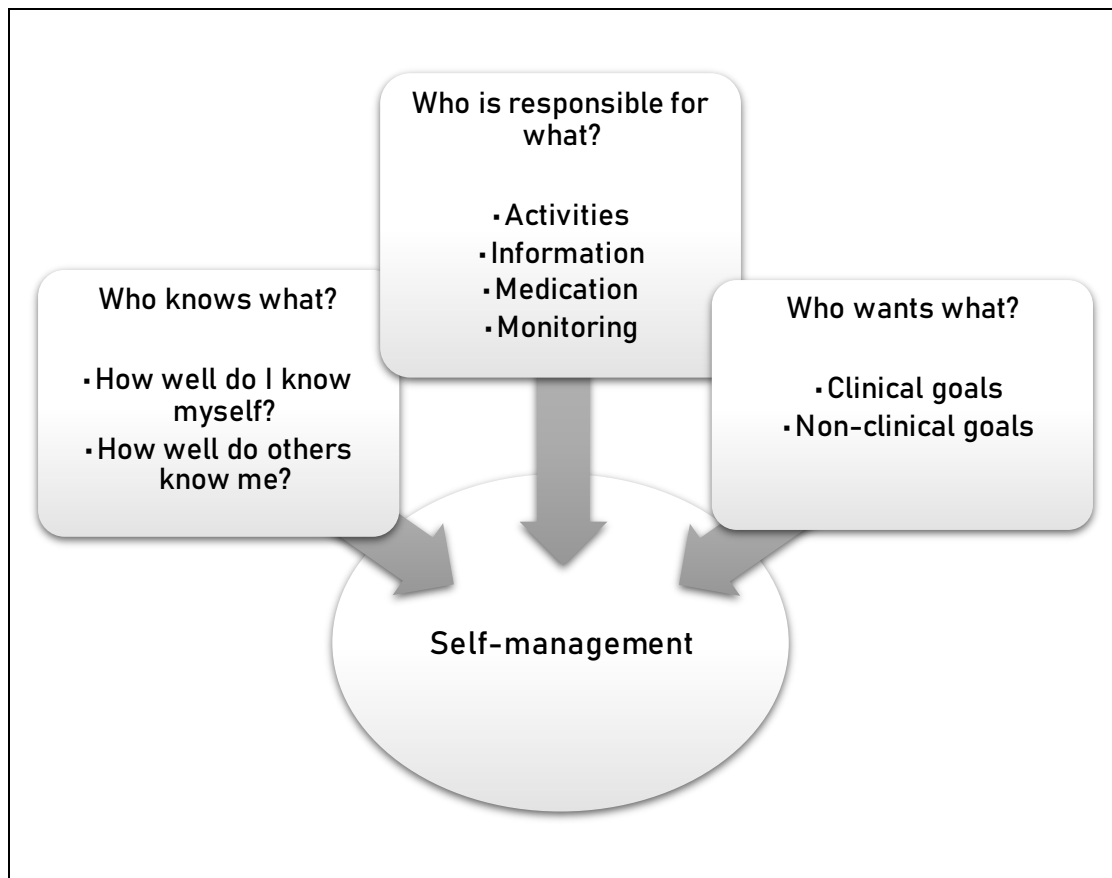 Who is responsible for
what?
▪Activities
▪Information
▪Medication
▪Monitoring
Who knows what?
▪How well do I know
myself?
▪How well do others
know me?
Who wants what?
▪Clinical goals
▪Non-clinical goals
Self-management